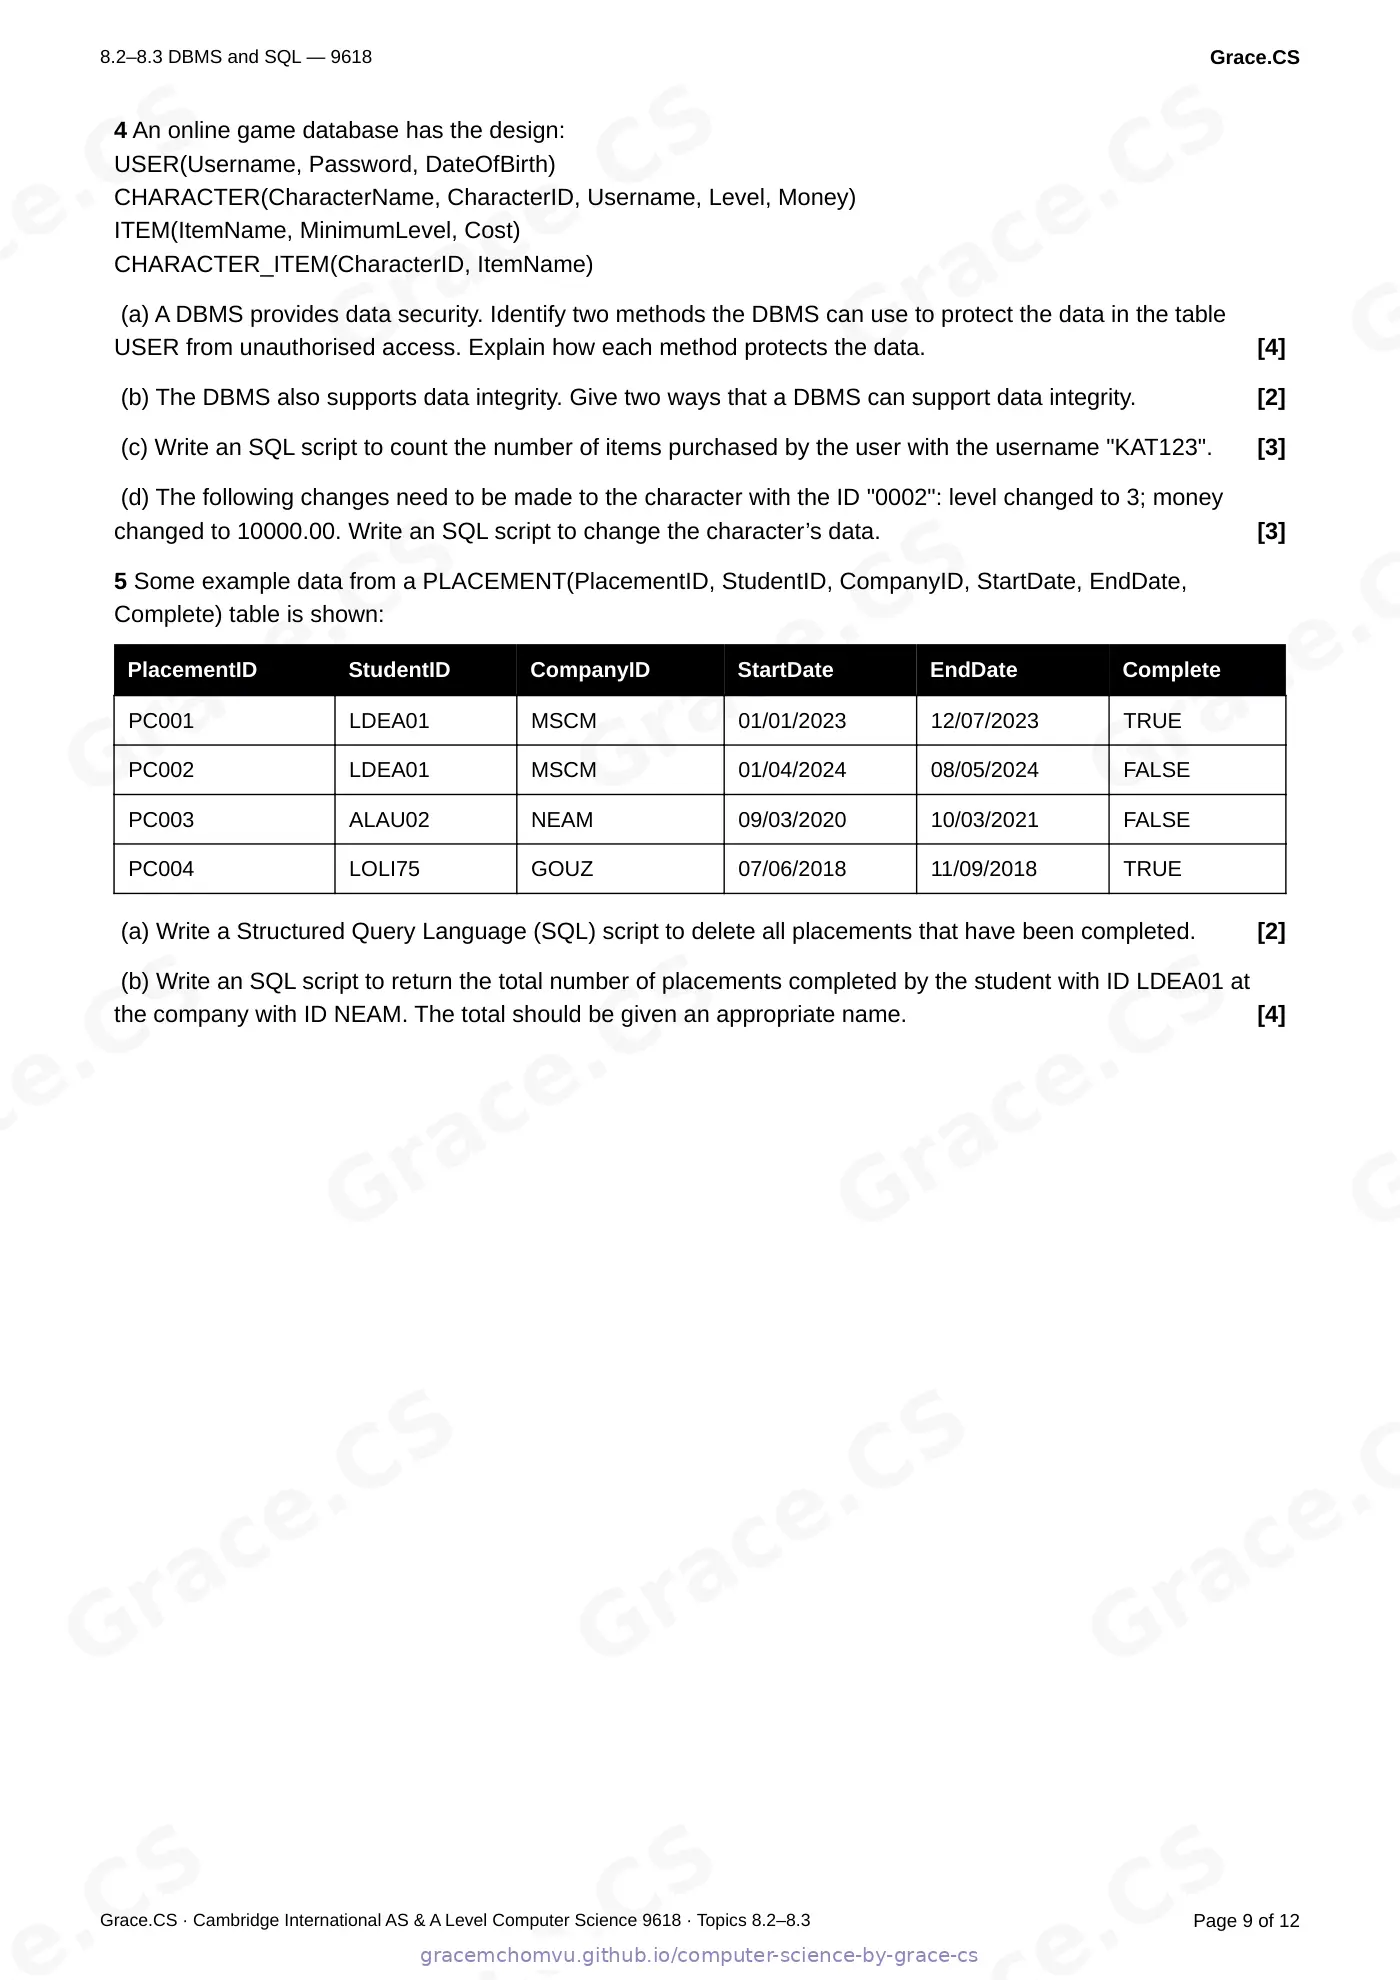 8.2–8.3 DBMS and SQL — 9618 Grace.CS
4 An online game database has the design:
USER(Username, Password, DateOfBirth)
CHARACTER(CharacterName, CharacterID, Username, Level, Money)
ITEM(ItemName, MinimumLevel, Cost)
CHARACTER_ITEM(CharacterID, ItemName)
(a) A DBMS provides data security. Identify two methods the DBMS can use to protect the data in the table
USER from unauthorised access. Explain how each method protects the data. [4]
(b) The DBMS also supports data integrity. Give two ways that a DBMS can support data integrity. [2]
(c) Write an SQL script to count the number of items purchased by the user with the username "KAT123". [3]
(d) The following changes need to be made to the character with the ID "0002": level changed to 3; money
changed to 10000.00. Write an SQL script to change the character’s data. [3]
5 Some example data from a PLACEMENT(PlacementID, StudentID, CompanyID, StartDate, EndDate,
Complete) table is shown:
PlacementID StudentID CompanyID StartDate EndDate Complete
PC001 LDEA01 MSCM 01/01/2023 12/07/2023 TRUE
PC002 LDEA01 MSCM 01/04/2024 08/05/2024 FALSE
PC003 ALAU02 NEAM 09/03/2020 10/03/2021 FALSE
PC004 LOLI75 GOUZ 07/06/2018 11/09/2018 TRUE
(a) Write a Structured Query Language (SQL) script to delete all placements that have been completed. [2]
(b) Write an SQL script to return the total number of placements completed by the student with ID LDEA01 at
the company with ID NEAM. The total should be given an appropriate name. [4]
Grace.CS · Cambridge International AS & A Level Computer Science 9618 · Topics 8.2–8.3 Page 9 of 12
gracemchomvu.github.io/computer-science-by-grace-cs